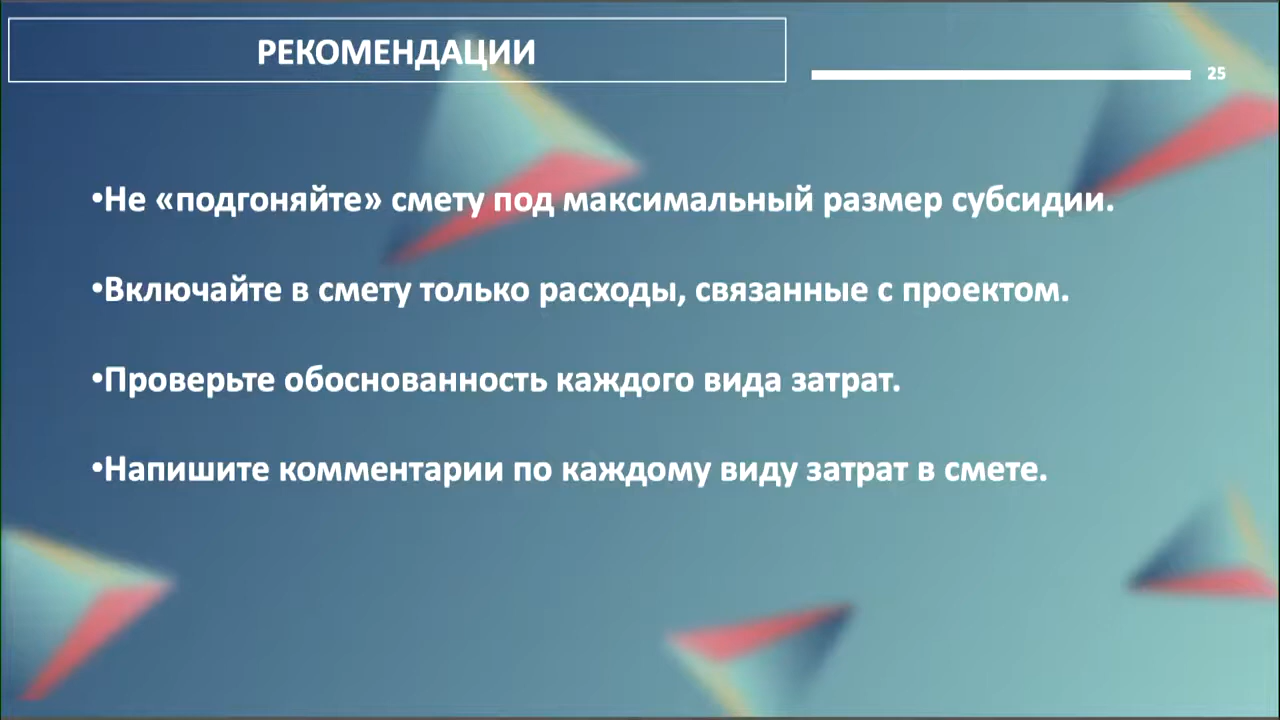 РЕКОМЕНДАЦИИ
25
•Не «подгоняйте» смету под максимальный размер субсидии.
•Включайте в смету только расходы, связанные с проектом.
•Проверьте обоснованность каждого вида затрат.
•Напишите комментарии по каждому виду затрат в смете.